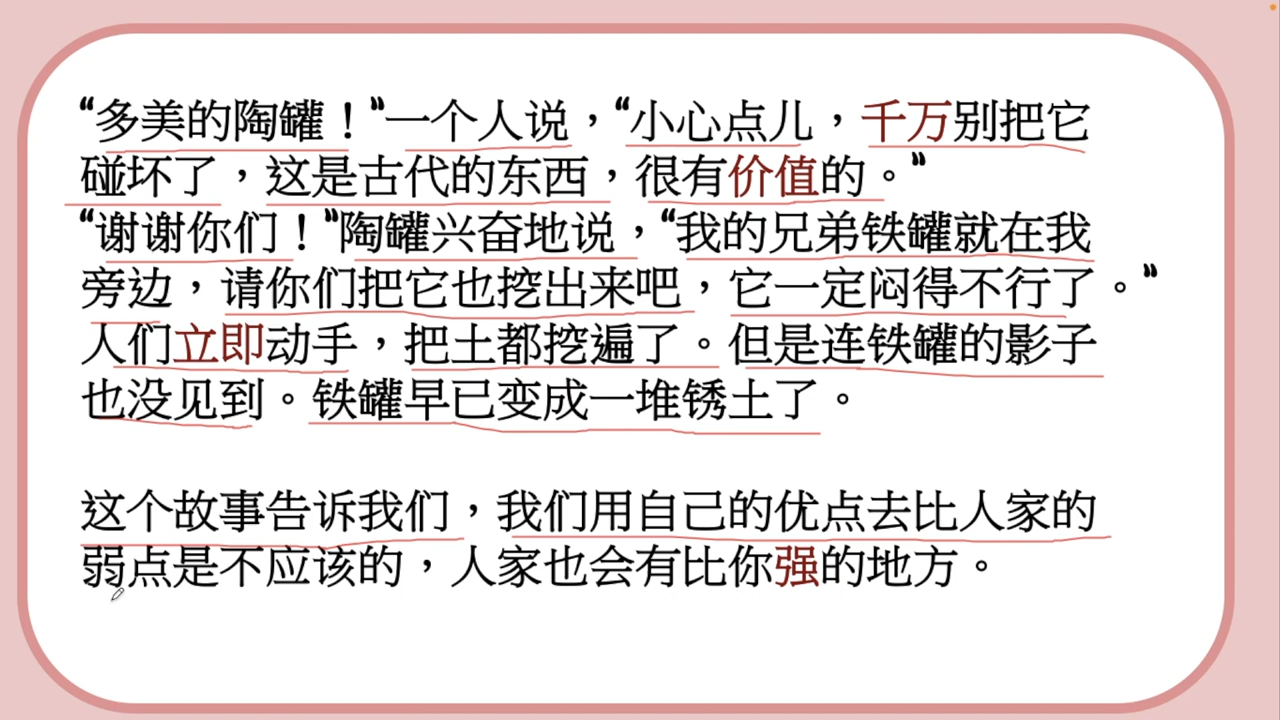 “多美的陶罐！”一个人说，“小心点儿，千万别把它
碰坏了，这是古代的东西，很有价值的。”
“谢谢你们！”陶罐兴奋地说，“我的兄弟铁罐就在我
旁边，请你们把它也挖出来吧，它一定闷得不行了。”
人们立即动手，把土都挖遍了。但是连铁罐的影子
也没见到。铁罐早已变成一堆锈土了。
这个故事告诉我们，我们用自己的优点去比人家的
弱点是不应该的，人家也会有比你强的地方。